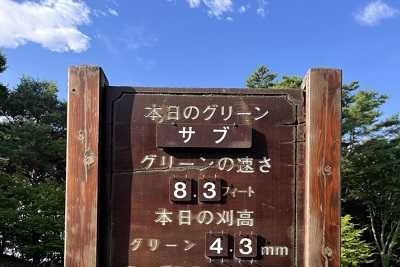 本日のグリーン
サブ
グリーンの速さ
8.3フィート
本日の刈高
グリーン 4.3mm